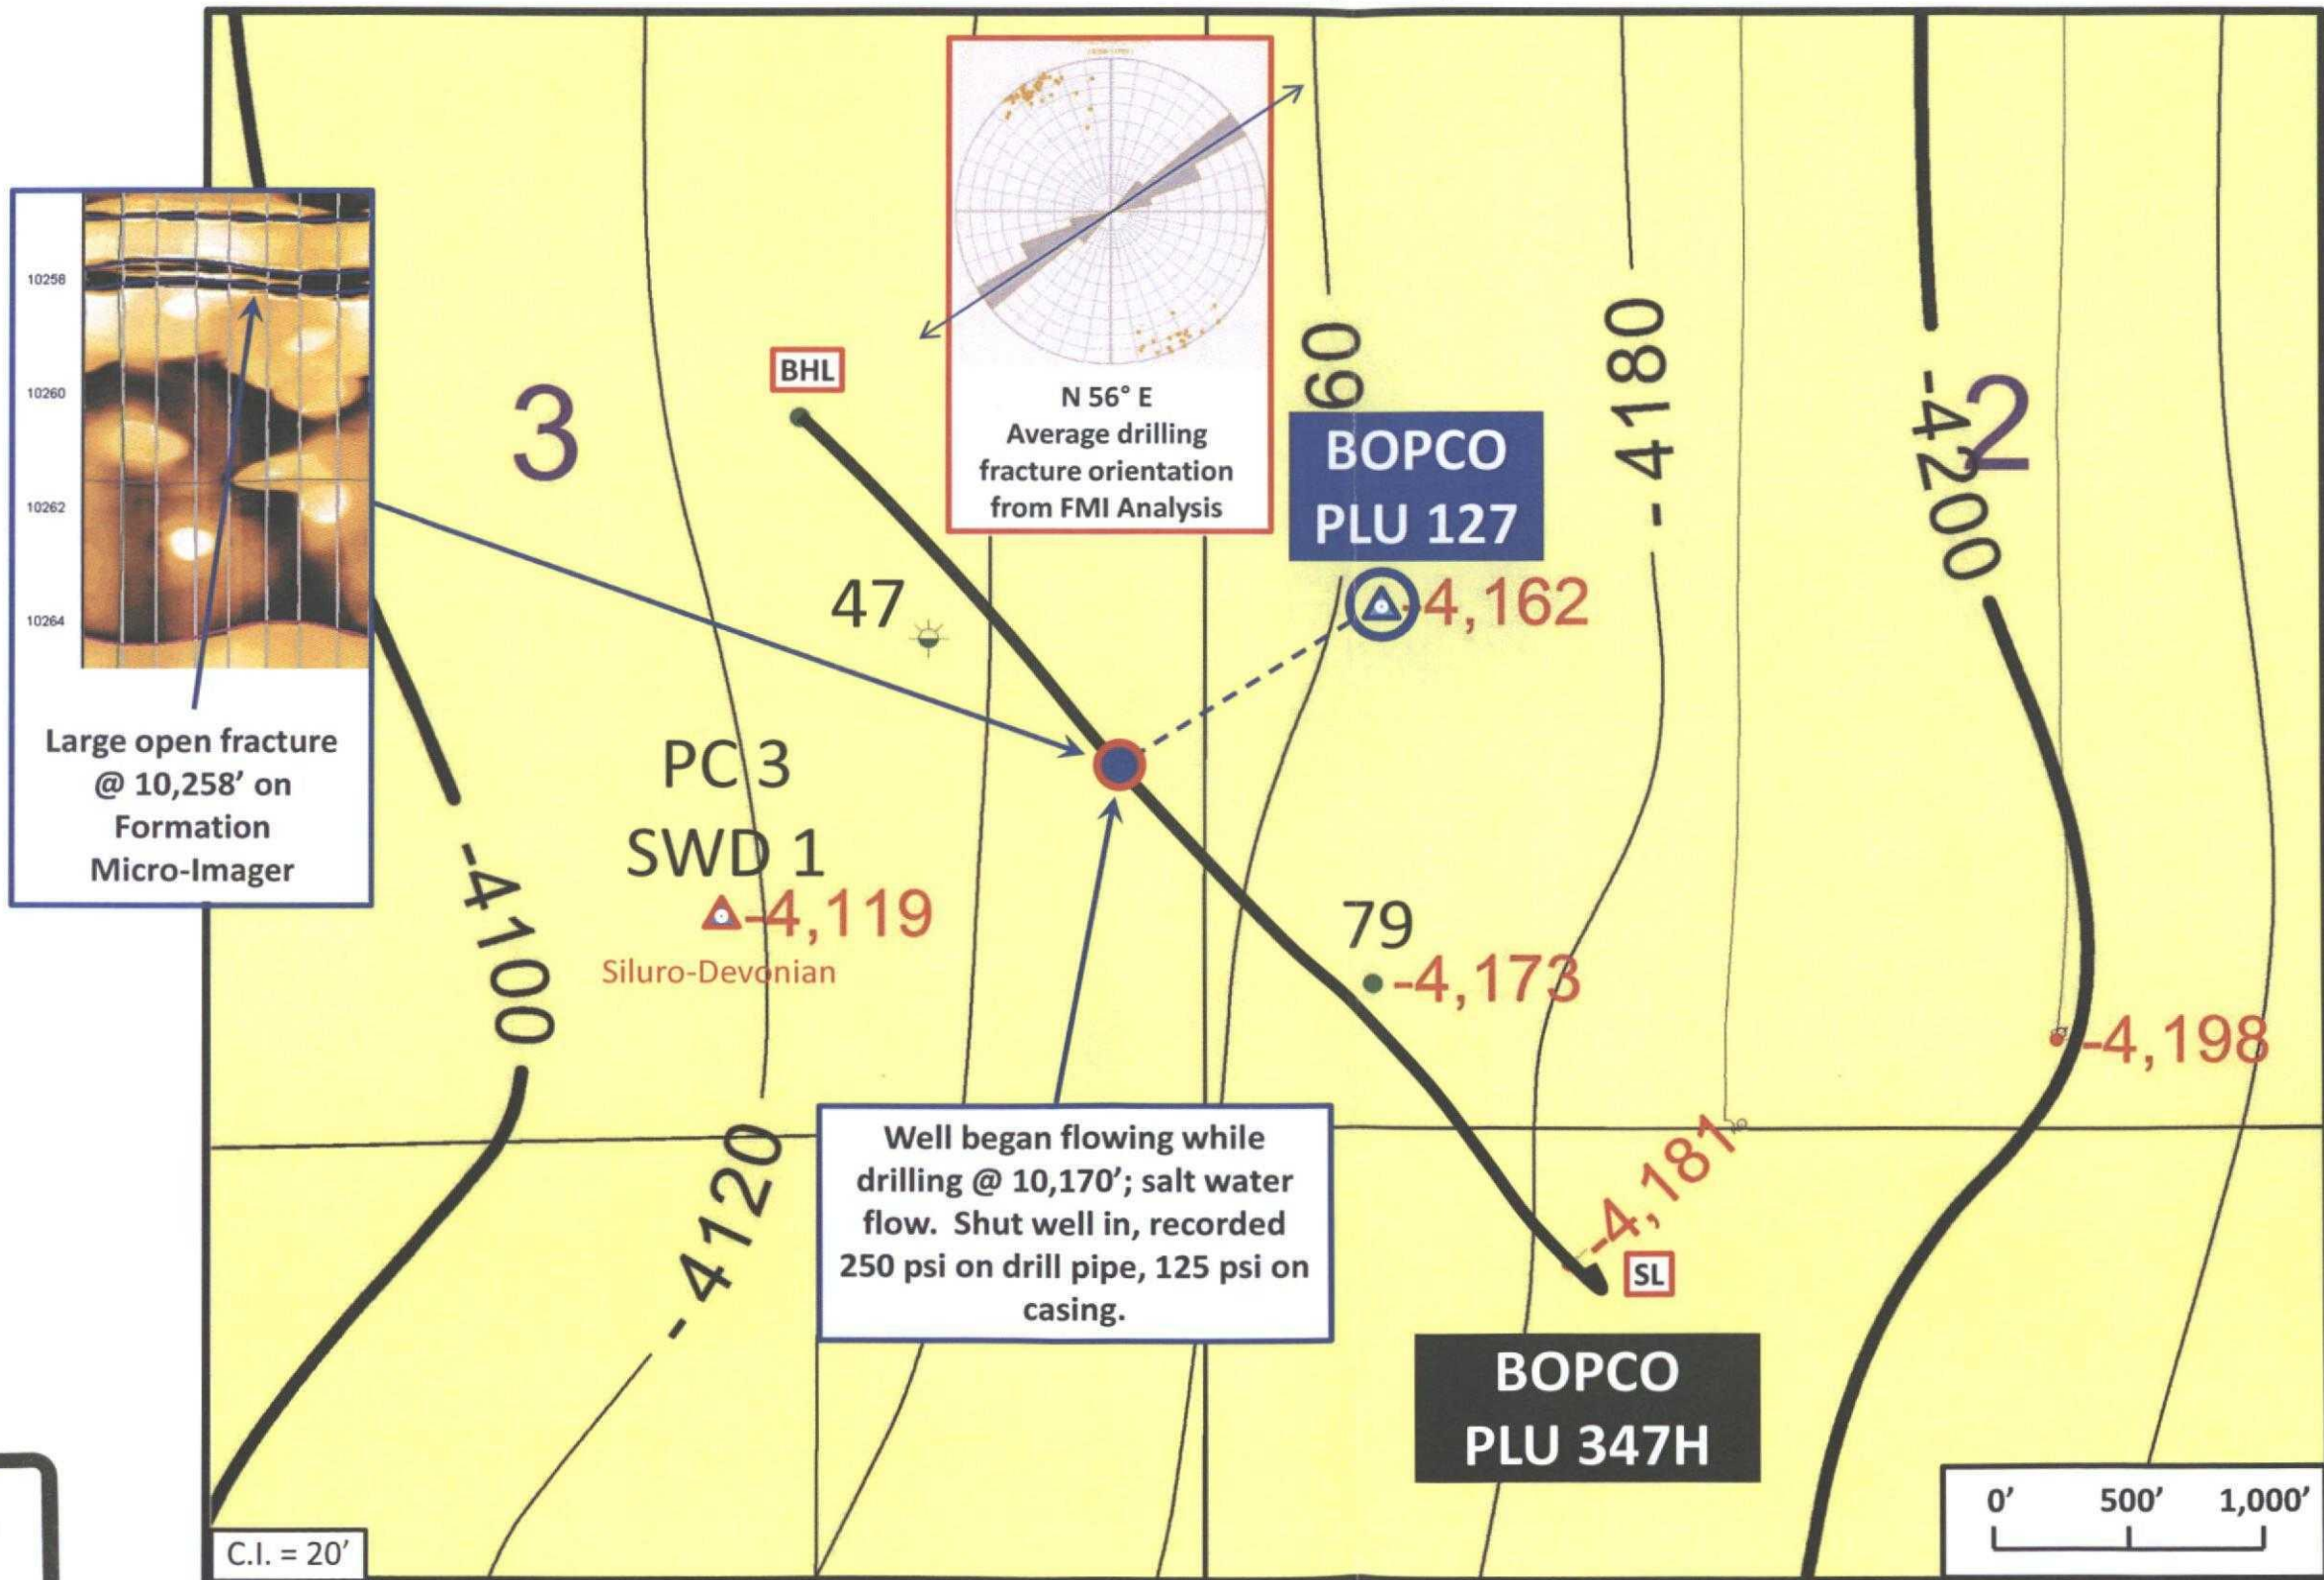 10258
10260
10262
10264
Large open fracture
@ 10,258’ on
Formation
Micro-Imager
3
BHL
N 56° E
Average drilling
fracture orientation
from FMI Analysis
60
- 4180
-4200
2
BOPCO
PLU 127
-4,162
47
PC 3
SWD 1
-4,119
Siluro-Devonian
-4100
79
-4,173
-4,198
- 4120
Well began flowing while
drilling @ 10,170’; salt water
flow. Shut well in, recorded
250 psi on drill pipe, 125 psi on
casing.
-4,181
SL
BOPCO
PLU 347H
C.I. = 20’
0’ 500’ 1,000’